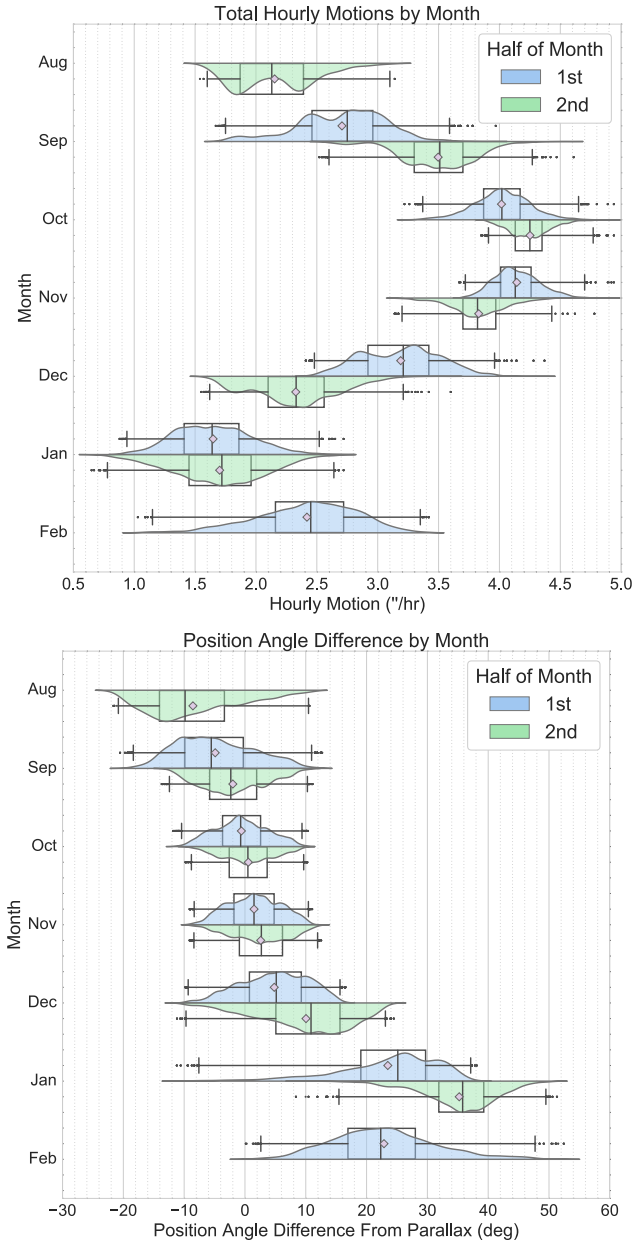 Total Hourly Motions by Month
Half of Month
1st
2nd
Aug
Sep
Oct
Nov
Dec
Jan
Feb
Month
0.5 1.0 1.5 2.0 2.5 3.0 3.5 4.0 4.5 5.0
Hourly Motion ("/hr)
Position Angle Difference by Month
Half of Month
1st
2nd
Aug
Sep
Oct
Nov
Dec
Jan
Feb
Month
−30 −20 −10 0 10 20 30 40 50 60
Position Angle Difference From Parallax (deg)